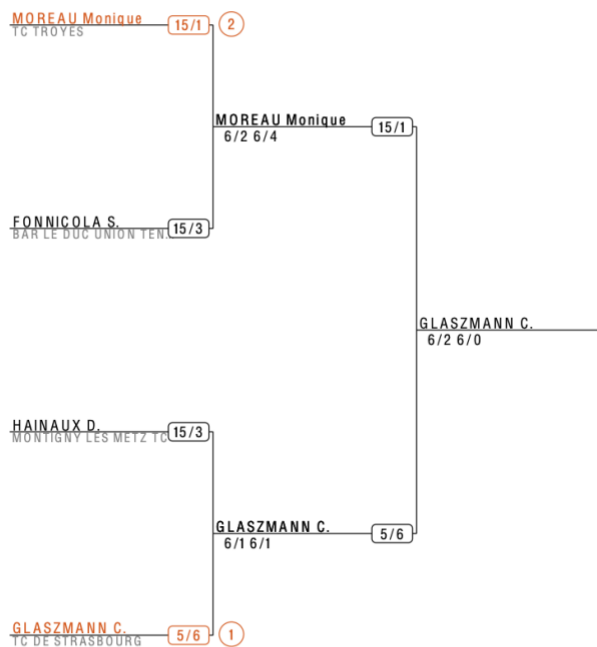 MOREAU Monique 15/1 2
TC TROYES
MOREAU Monique 15/1
6/2 6/4
FONNICOLA S. 15/3
BAR LE DUC UNION TEN.
GLASZMANN C.
6/2 6/0
HAINAUX D. 15/3
MONTIGNY LES METZ TC
GLASZMANN C. 5/6
6/1 6/1
GLASZMANN C. 5/6 1
TC DE STRASBOURG